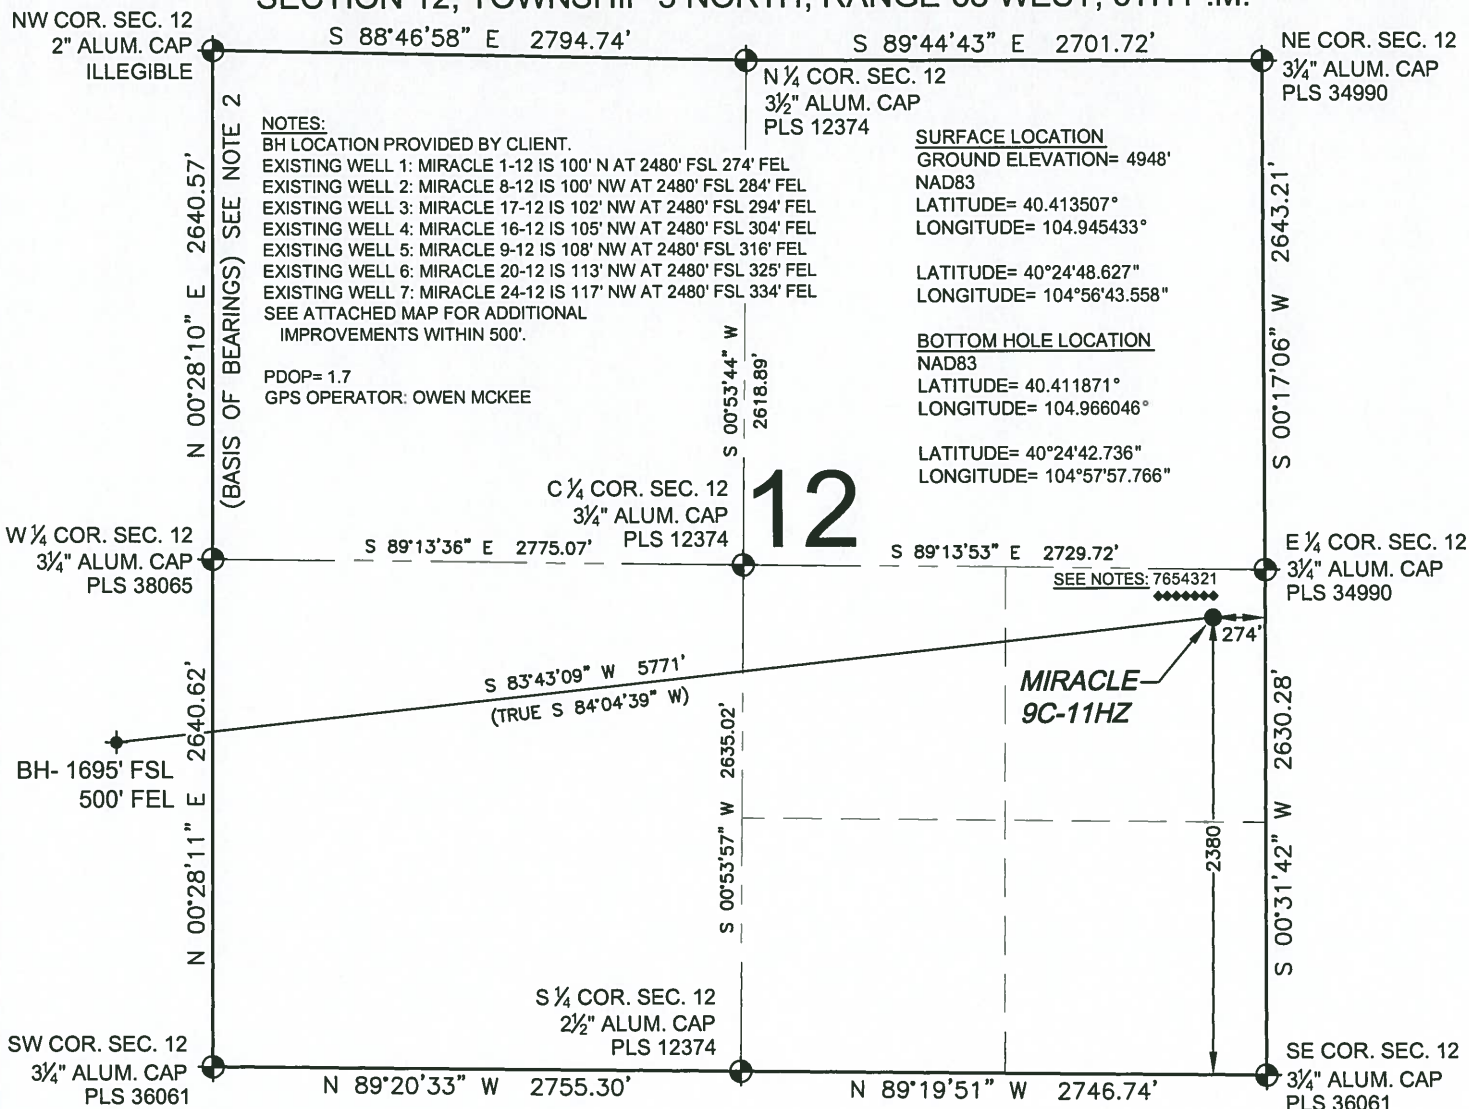 NW COR. SEC. 12
2" ALUM. CAP
ILLEGIBLE
S 88°46'58" E 2794.74'
S 89°44'43" E 2701.72'
NE COR. SEC. 12
3¼" ALUM. CAP
PLS 34990
N ¼ COR. SEC. 12
3½" ALUM. CAP
PLS 12374
N 00°28'10" E 2640.57'
(BASIS OF BEARINGS) SEE NOTE 2
NOTES:
BH LOCATION PROVIDED BY CLIENT.
EXISTING WELL 1: MIRACLE 1-12 IS 100' N AT 2480' FSL 274' FEL
EXISTING WELL 2: MIRACLE 8-12 IS 100' NW AT 2480' FSL 284' FEL
EXISTING WELL 3: MIRACLE 17-12 IS 102' NW AT 2480' FSL 294' FEL
EXISTING WELL 4: MIRACLE 16-12 IS 105' NW AT 2480' FSL 304' FEL
EXISTING WELL 5: MIRACLE 9-12 IS 108' NW AT 2480' FSL 316' FEL
EXISTING WELL 6: MIRACLE 20-12 IS 113' NW AT 2480' FSL 325' FEL
EXISTING WELL 7: MIRACLE 24-12 IS 117' NW AT 2480' FSL 334' FEL
SEE ATTACHED MAP FOR ADDITIONAL
IMPROVEMENTS WITHIN 500'.
PDOP= 1.7
GPS OPERATOR: OWEN MCKEE
SURFACE LOCATION
GROUND ELEVATION= 4948'
NAD83
LATITUDE= 40.413507°
LONGITUDE= 104.945433°
LATITUDE= 40°24'48.627"
LONGITUDE= 104°56'43.558"
BOTTOM HOLE LOCATION
NAD83
LATITUDE= 40.411871°
LONGITUDE= 104.966046°
LATITUDE= 40°24'42.736"
LONGITUDE= 104°57'57.766"
S 00°53'44" W
2618.89'
S 00°17'06" W 2643.21'
C ¼ COR. SEC. 12
3¼" ALUM. CAP
PLS 12374
12
W ¼ COR. SEC. 12
3¼" ALUM. CAP
PLS 38065
S 89°13'36" E 2775.07'
S 89°13'53" E 2729.72'
E ¼ COR. SEC. 12
3¼" ALUM. CAP
PLS 34990
SEE NOTES: 7654321
274'
MIRACLE
9C-11HZ
S 83°43'09" W 5771'
(TRUE S 84°04'39" W)
BH- 1695' FSL
500' FEL
N 00°28'11" E 2640.62'
S 00°53'57" W 2635.02'
2380
S 00°31'42" W 2630.28'
S ¼ COR. SEC. 12
2½" ALUM. CAP
PLS 12374
SW COR. SEC. 12
3¼" ALUM. CAP
PLS 36061
N 89°20'33" W 2755.30'
N 89°19'51" W 2746.74'
SE COR. SEC. 12
3¼" ALUM. CAP
PLS 36061